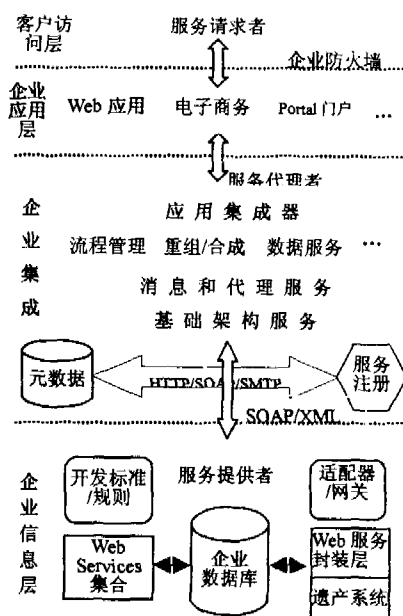 客户访
问层
服务请求者
企业防火墙
企业
应用
层
Web 应用 电子商务 Portal 门户 …
服务代理者
企
业
集
成
应用集成器
流程管理 重组/合成 数据服务 …
消息和代理服务
基础架构服务
元数据
HTTP/SOAP/SMTP
服务
注册
SOAP/XML
企
业
信
息
层
开发标准
/规则
服务提供者
适配器
/网关
Web
Services
集合
企业
数据库
Web 服务
封装层
遗产系统